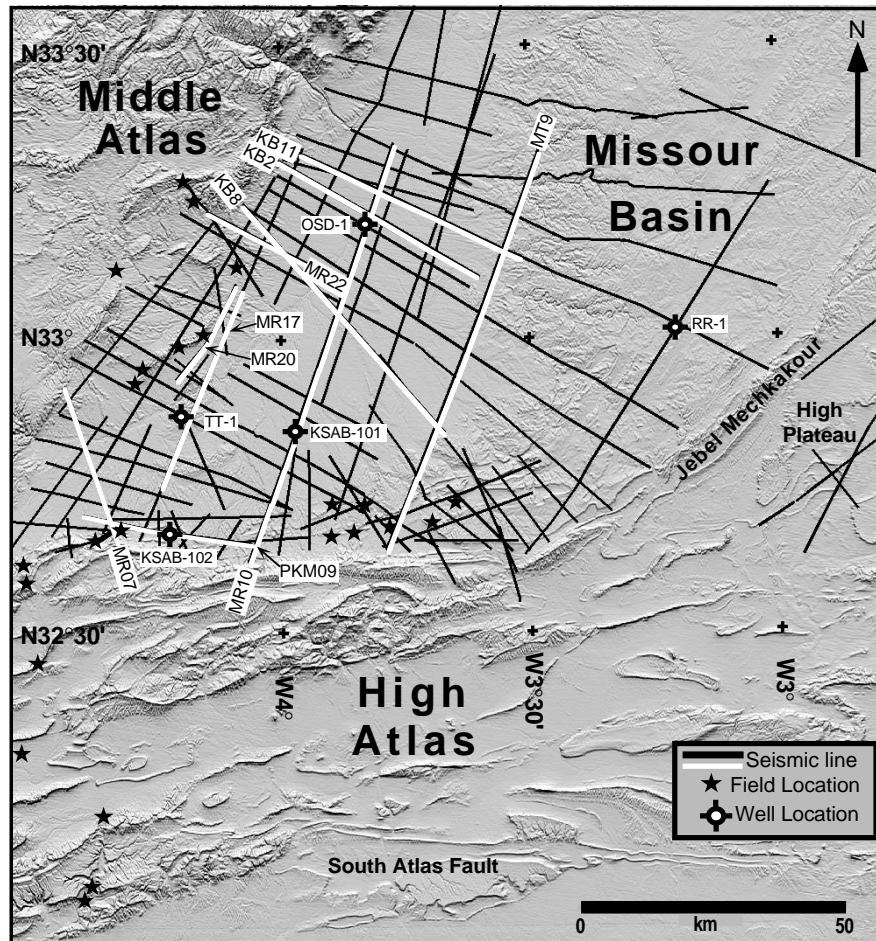 N33°30'
N
Middle
Atlas
MT9
KB11
KB2
Missour
KB8
Basin
OSD-1
MR22
MR17
N33°
RR-1
MR20
Jebel Mechkakour
High
Plateau
TT-1
KSAB-101
KSAB-102
MR07
PKM09
MR10
N32°30'
W4°
W3°30'
W3°
High
Atlas
Seismic line
Field Location
Well Location
South Atlas Fault
0
km
50